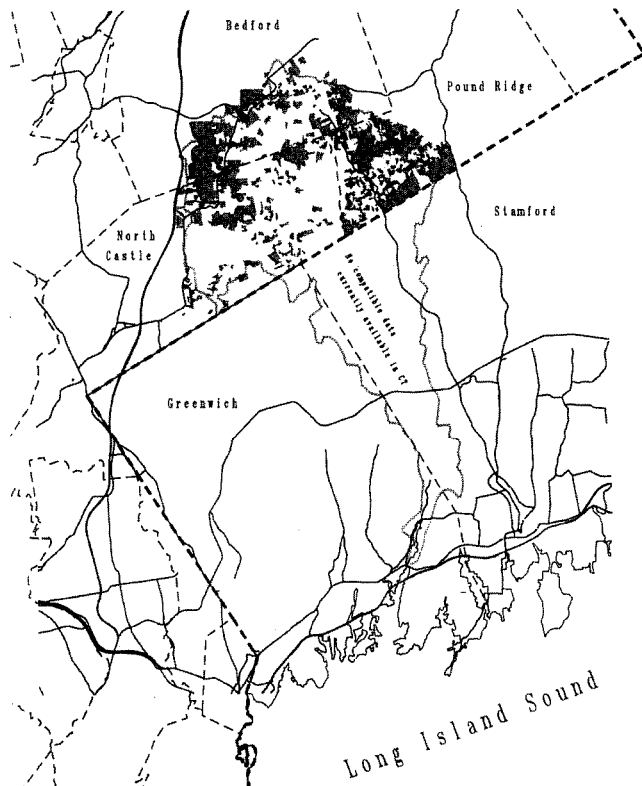 Bedford
Pound Ridge
Stamford
North
Castle
No compatible data
currently available in CT
Greenwich
Long Island Sound